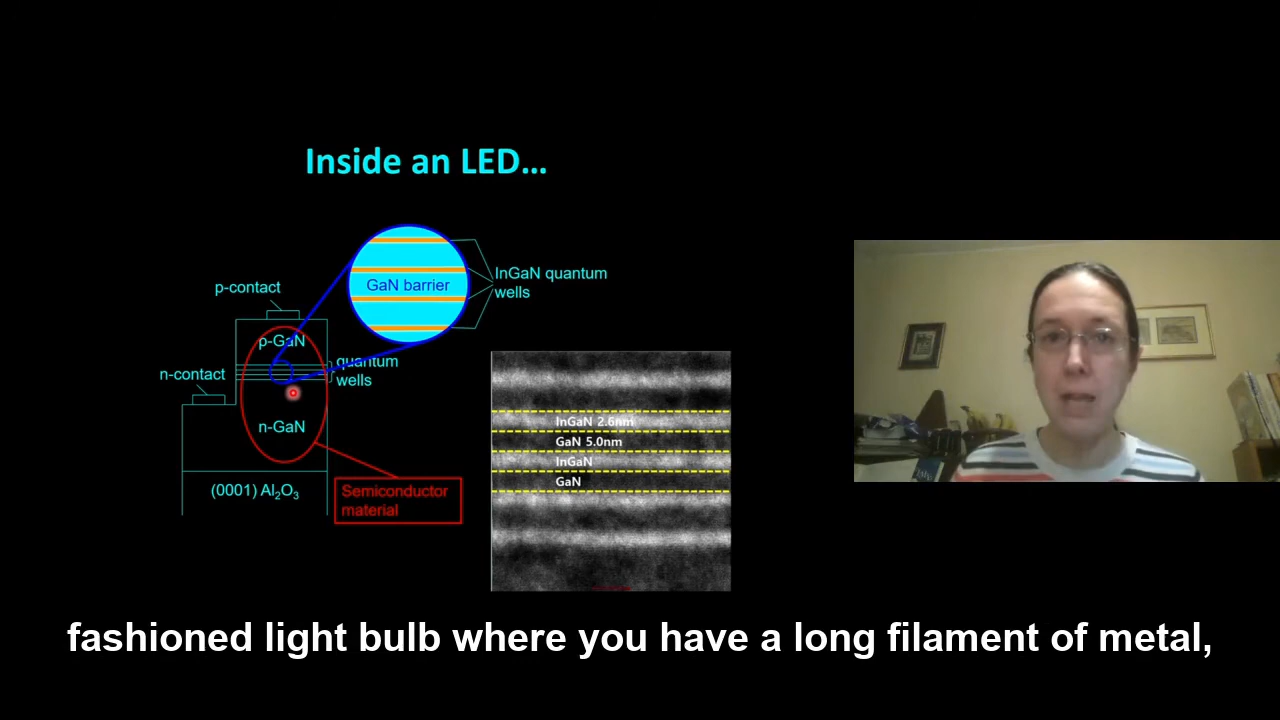 Inside an LED...
GaN barrier
InGaN quantum
wells
p-contact
p-GaN
quantum
wells
n-contact
n-GaN
(0001) Al₂O₃
Semiconductor
material
InGaN 2.6nm
GaN 5.0nm
InGaN
GaN
fashioned light bulb where you have a long filament of metal,